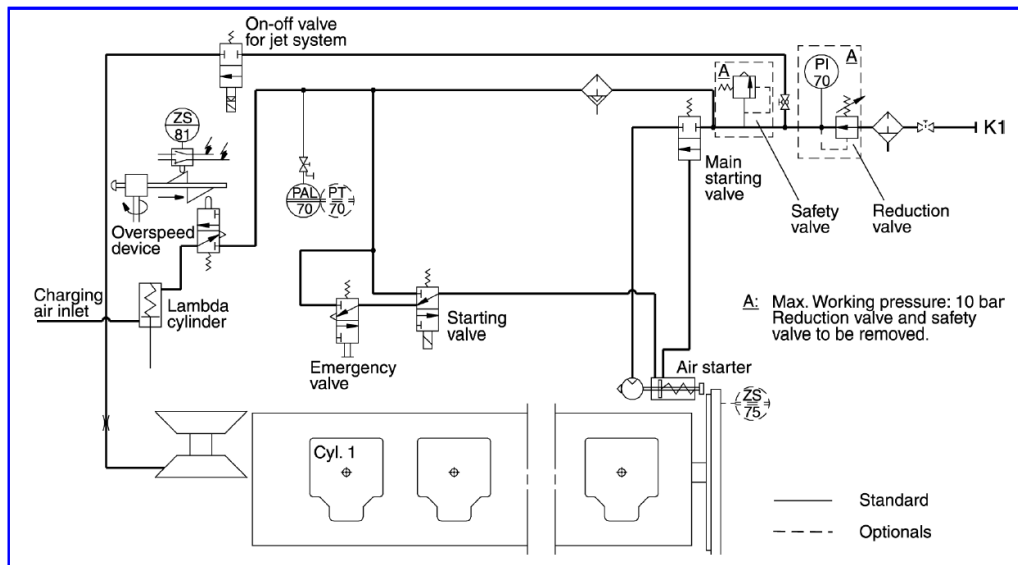 On-off valve
for jet system
A
PI
70
A
K1
ZS
81
Main
starting
valve
Safety
valve
Reduction
valve
PAL
70
PT
70
Overspeed
device
Charging
air inlet
Lambda
cylinder
Starting
valve
Emergency
valve
A: Max. Working pressure: 10 bar
Reduction valve and safety
valve to be removed.
Air starter
ZS
75
Cyl. 1
Standard
Optionals